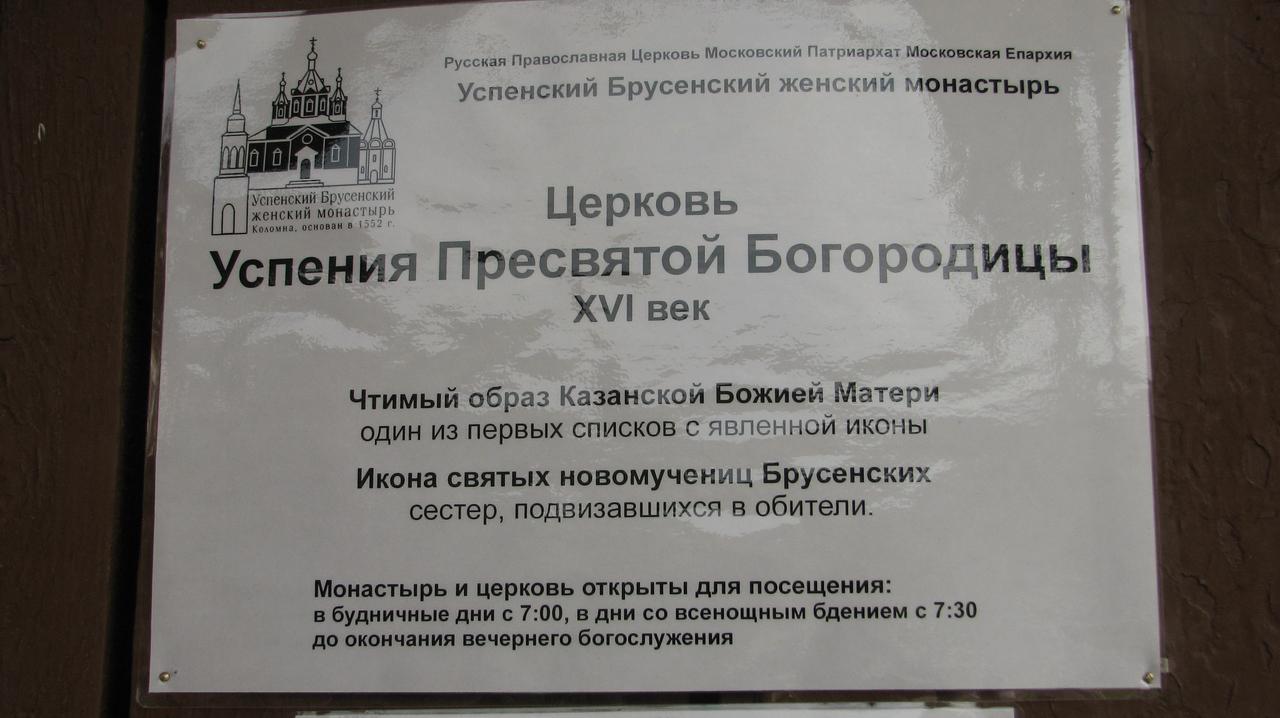 Русская Православная Церковь Московский Патриархат Московская Епархия
Успенский Брусенский женский монастырь
Успенский Брусенский
женский монастырь
Коломна, основан в 1552 г.
Церковь
Успения Пресвятой Богородицы
XVI век
Чтимый образ Казанской Божией Матери
один из первых списков с явленной иконы
Икона святых новомучениц Брусенских
сестер, подвизавшихся в обители.
Монастырь и церковь открыты для посещения:
в будничные дни с 7:00, в дни со всенощным бдением с 7:30
до окончания вечернего богослужения